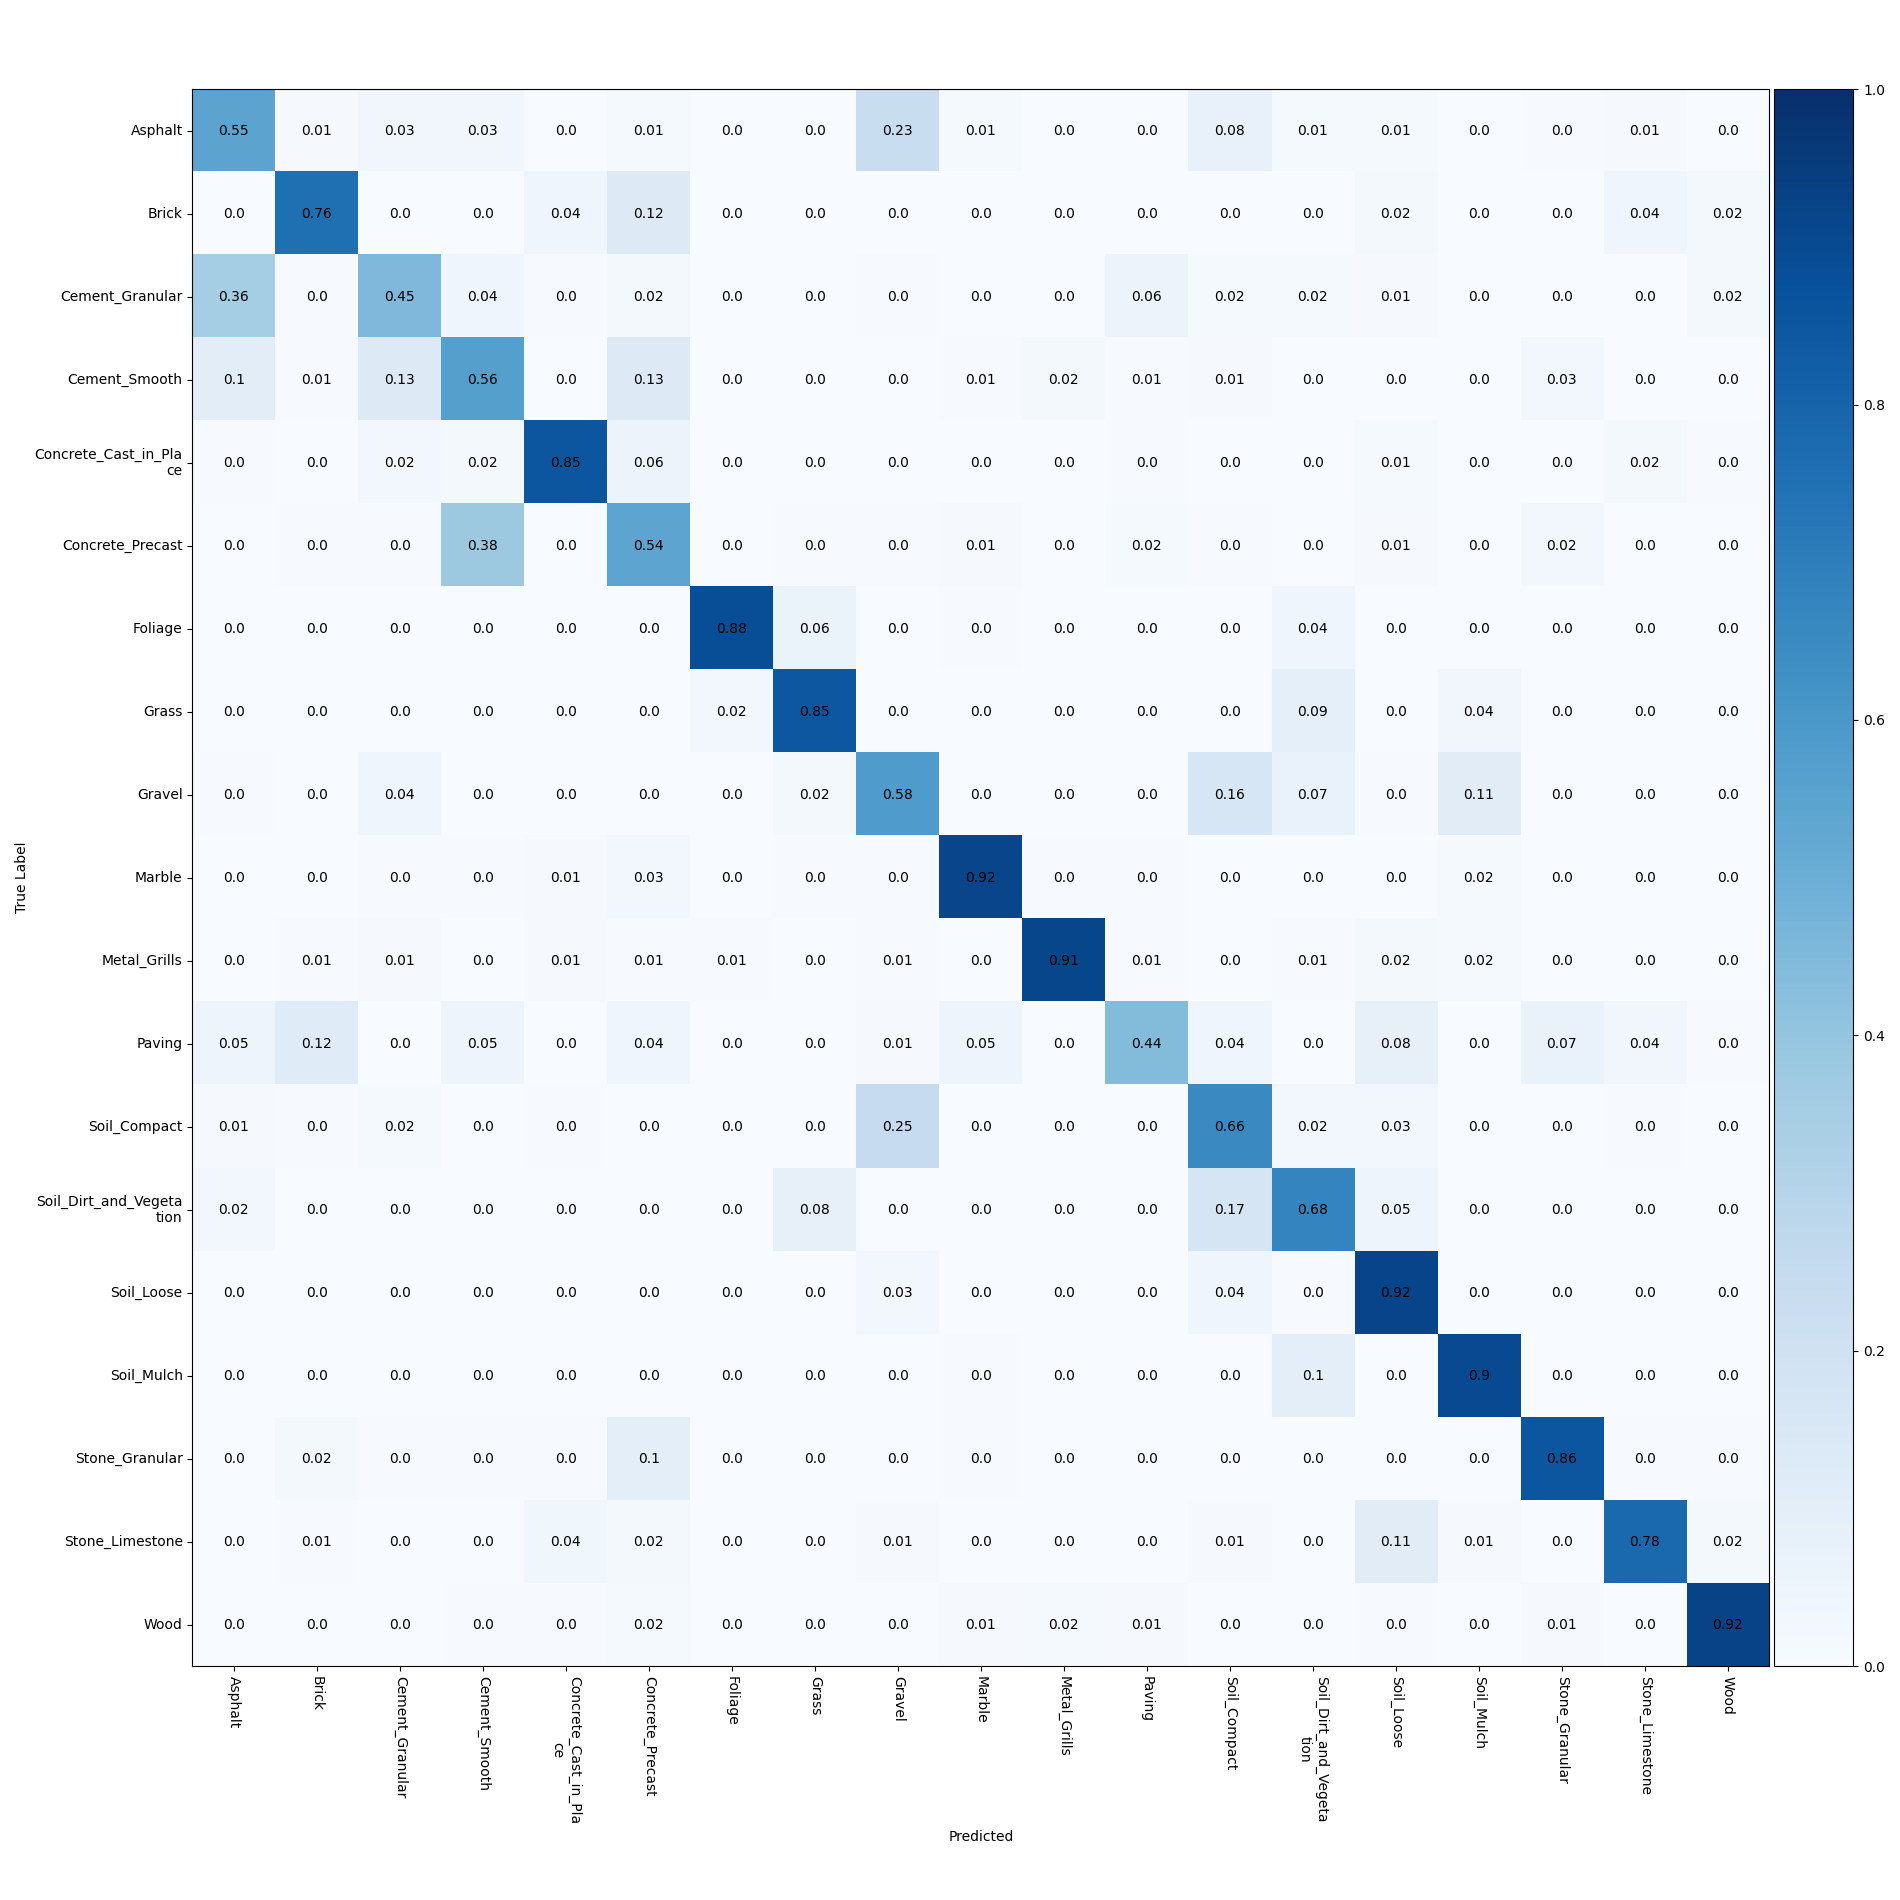 1.0
Asphalt 0.55 0.01 0.03 0.03 0.0 0.01 0.0 0.0 0.23 0.01 0.0 0.0 0.08 0.01 0.01 0.0 0.0 0.01 0.0
Brick 0.0 0.76 0.0 0.0 0.04 0.12 0.0 0.0 0.0 0.0 0.0 0.0 0.0 0.0 0.02 0.0 0.0 0.04 0.02
Cement_Granular 0.36 0.0 0.45 0.04 0.0 0.02 0.0 0.0 0.0 0.0 0.0 0.06 0.02 0.02 0.01 0.0 0.0 0.0 0.02
Cement_Smooth 0.1 0.01 0.13 0.56 0.0 0.13 0.0 0.0 0.0 0.01 0.02 0.01 0.01 0.0 0.0 0.0 0.03 0.0 0.0
0.8
Concrete_Cast_in_Pla
ce
0.0 0.0 0.02 0.02 0.85 0.06 0.0 0.0 0.0 0.0 0.0 0.0 0.0 0.0 0.01 0.0 0.0 0.02 0.0
Concrete_Precast 0.0 0.0 0.0 0.38 0.0 0.54 0.0 0.0 0.0 0.01 0.0 0.02 0.0 0.0 0.01 0.0 0.02 0.0 0.0
Foliage 0.0 0.0 0.0 0.0 0.0 0.0 0.88 0.06 0.0 0.0 0.0 0.0 0.0 0.04 0.0 0.0 0.0 0.0 0.0
Grass 0.0 0.0 0.0 0.0 0.0 0.0 0.02 0.85 0.0 0.0 0.0 0.0 0.0 0.09 0.0 0.04 0.0 0.0 0.0
0.6
Gravel 0.0 0.0 0.04 0.0 0.0 0.0 0.0 0.02 0.58 0.0 0.0 0.0 0.16 0.07 0.0 0.11 0.0 0.0 0.0
True Label
Marble 0.0 0.0 0.0 0.0 0.01 0.03 0.0 0.0 0.0 0.92 0.0 0.0 0.0 0.0 0.0 0.02 0.0 0.0 0.0
Metal_Grills 0.0 0.01 0.01 0.0 0.01 0.01 0.01 0.0 0.01 0.0 0.91 0.01 0.0 0.01 0.02 0.02 0.0 0.0 0.0
Paving 0.05 0.12 0.0 0.05 0.0 0.04 0.0 0.0 0.01 0.05 0.0 0.44 0.04 0.0 0.08 0.0 0.07 0.04 0.0
0.4
Soil_Compact 0.01 0.0 0.02 0.0 0.0 0.0 0.0 0.0 0.25 0.0 0.0 0.0 0.66 0.02 0.03 0.0 0.0 0.0 0.0
Soil_Dirt_and_Vegeta
tion
0.02 0.0 0.0 0.0 0.0 0.0 0.0 0.08 0.0 0.0 0.0 0.0 0.17 0.68 0.05 0.0 0.0 0.0 0.0
Soil_Loose 0.0 0.0 0.0 0.0 0.0 0.0 0.0 0.0 0.03 0.0 0.0 0.0 0.04 0.0 0.92 0.0 0.0 0.0 0.0
0.2
Soil_Mulch 0.0 0.0 0.0 0.0 0.0 0.0 0.0 0.0 0.0 0.0 0.0 0.0 0.0 0.1 0.0 0.9 0.0 0.0 0.0
Stone_Granular 0.0 0.02 0.0 0.0 0.0 0.1 0.0 0.0 0.0 0.0 0.0 0.0 0.0 0.0 0.0 0.0 0.86 0.0 0.0
Stone_Limestone 0.0 0.01 0.0 0.0 0.04 0.02 0.0 0.0 0.01 0.0 0.0 0.0 0.01 0.0 0.11 0.01 0.0 0.78 0.02
Wood 0.0 0.0 0.0 0.0 0.0 0.02 0.0 0.0 0.0 0.01 0.02 0.01 0.0 0.0 0.0 0.0 0.01 0.0 0.92
0.0
Asphalt
Brick
Cement_Granular
Cement_Smooth
Concrete_Cast_in_Pla
ce
Concrete_Precast
Foliage
Grass
Gravel
Marble
Metal_Grills
Paving
Soil_Compact
Soil_Dirt_and_Vegeta
tion
Soil_Loose
Soil_Mulch
Stone_Granular
Stone_Limestone
Wood
Predicted